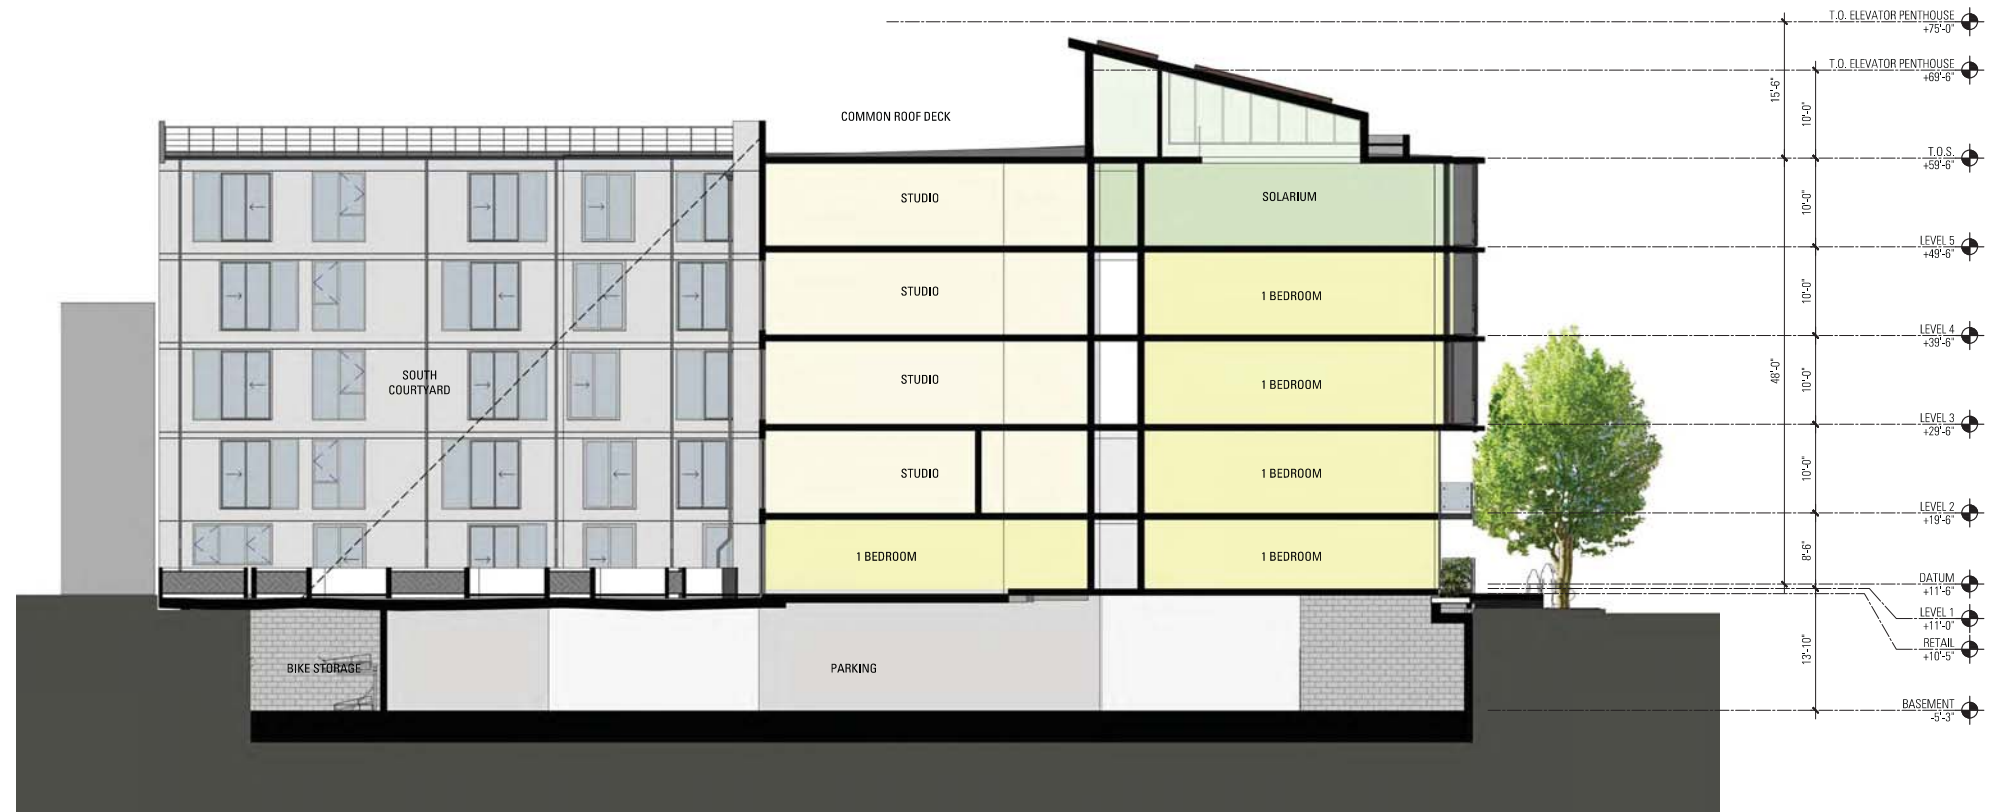 T.O. ELEVATOR PENTHOUSE
+75'-0"
T.O. ELEVATOR PENTHOUSE
+69'-6"
15'-6"
10'-0"
COMMON ROOF DECK
T.O.S.
+59'-6"
STUDIO
SOLARIUM
10'-0"
LEVEL 5
+49'-6"
STUDIO
1 BEDROOM
10'-0"
LEVEL 4
+39'-6"
SOUTH
COURTYARD
STUDIO
1 BEDROOM
48'-0"
10'-0"
LEVEL 3
+29'-6"
STUDIO
1 BEDROOM
10'-0"
LEVEL 2
+19'-6"
1 BEDROOM
1 BEDROOM
8'-6"
DATUM
+11'-6"
LEVEL 1
+11'-0"
RETAIL
+10'-5"
BIKE STORAGE
PARKING
13'-10"
BASEMENT
-5'-3"